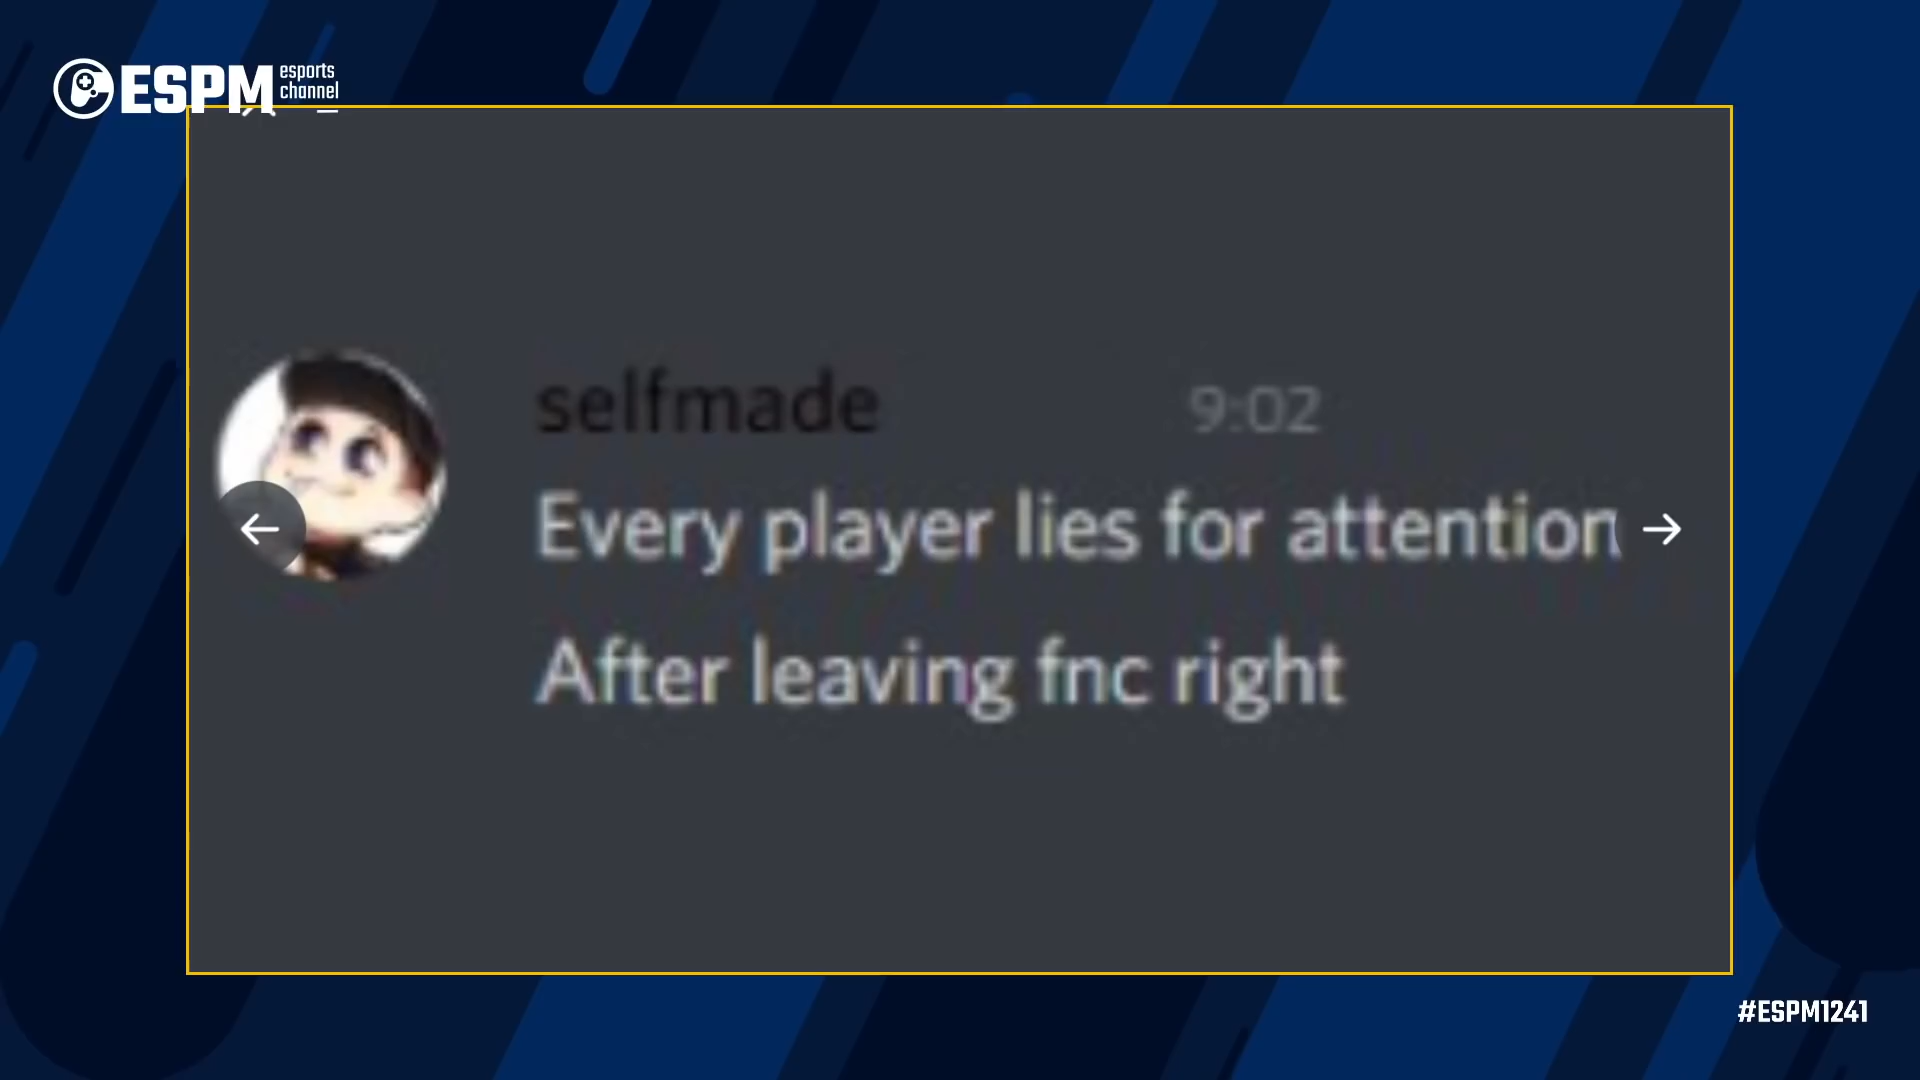 ESPM esports
channel
selfmade 9:02
Every player lies for attention
After leaving fnc right
#ESPM1241